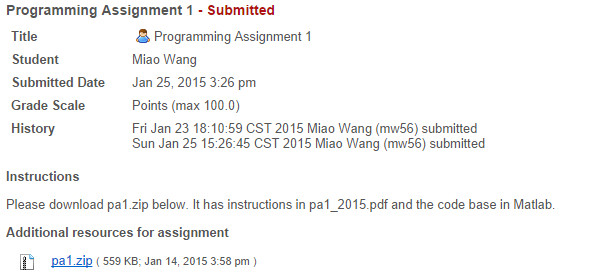 Programming Assignment 1 - Submitted
Title Programming Assignment 1
Student Miao Wang
Submitted Date Jan 25, 2015 3:26 pm
Grade Scale Points (max 100.0)
History Fri Jan 23 18:10:59 CST 2015 Miao Wang (mw56) submitted
Sun Jan 25 15:26:45 CST 2015 Miao Wang (mw56) submitted
Instructions
Please download pa1.zip below. It has instructions in pa1_2015.pdf and the code base in Matlab.
Additional resources for assignment
pa1.zip ( 559 KB; Jan 14, 2015 3:58 pm )